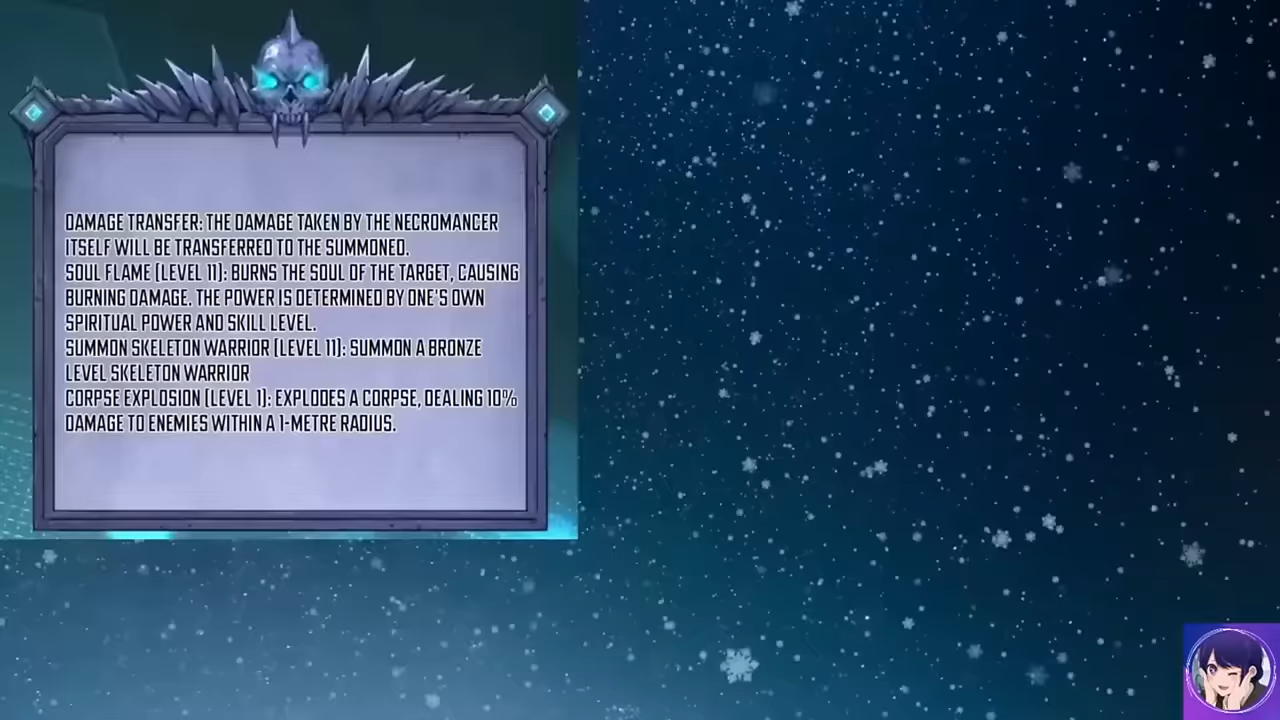 DAMAGE TRANSFER: THE DAMAGE TAKEN BY THE NECROMANCER
ITSELF WILL BE TRANSFERRED TO THE SUMMONED.
SOUL FLAME [LEVEL 11]: BURNS THE SOUL OF THE TARGET, CAUSING
BURNING DAMAGE. THE POWER IS DETERMINED BY ONE'S OWN
SPIRITUAL POWER AND SKILL LEVEL.
SUMMON SKELETON WARRIOR [LEVEL 11]: SUMMON A BRONZE
LEVEL SKELETON WARRIOR
CORPSE EXPLOSION [LEVEL 1]: EXPLODES A CORPSE, DEALING 10%
DAMAGE TO ENEMIES WITHIN A 1-METRE RADIUS.